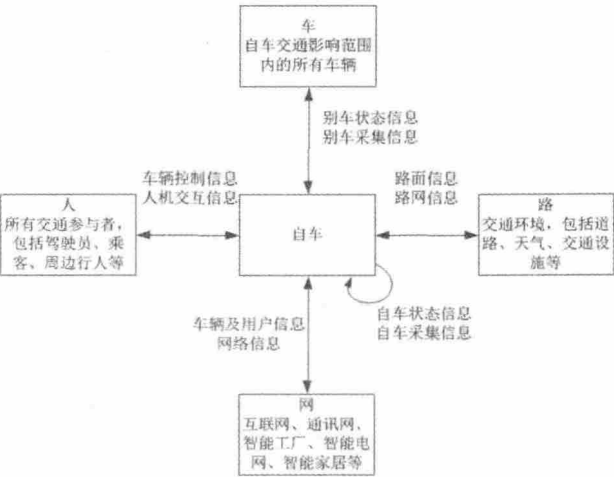 车
自车交通影响范围
内的所有车辆
别车状态信息
别车采集信息
车辆控制信息
人机交互信息
路面信息
路网信息
人
所有交通参与者，
包括驾驶员、乘
客、周边行人等
自车
路
交通环境，包括道
路、天气、交通设
施等
自车状态信息
自车采集信息
车辆及用户信息
网络信息
网
互联网、通讯网、
智能工厂、智能电
网、智能家居等